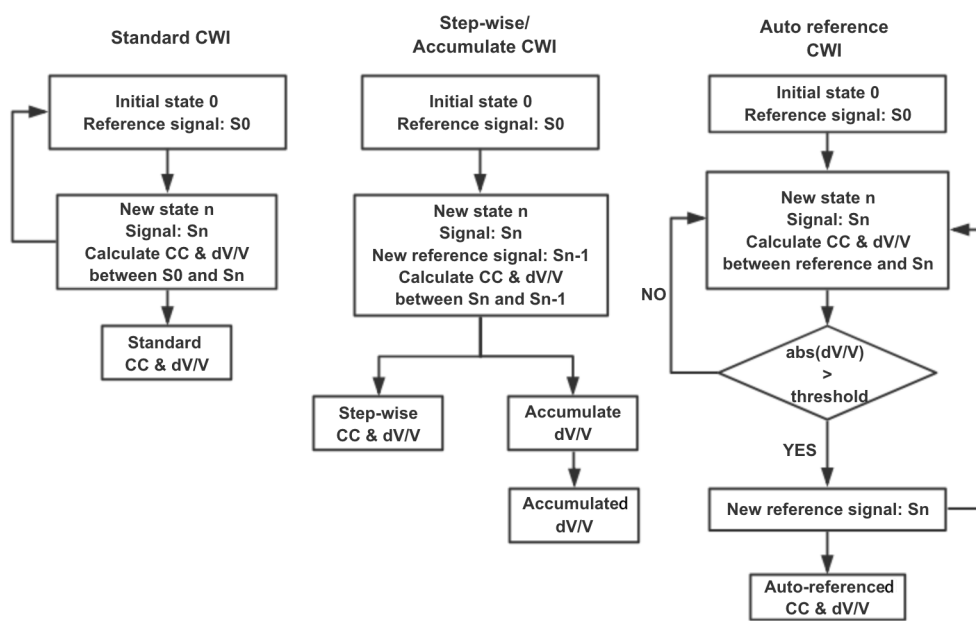 Standard CWI
Initial state 0
Reference signal: S0
New state n
Signal: Sn
Calculate CC & dV/V
between S0 and Sn
Standard
CC & dV/V
Step-wise/
Accumulate CWI
Initial state 0
Reference signal: S0
New state n
Signal: Sn
New reference signal: Sn-1
Calculate CC & dV/V
between Sn and Sn-1
Step-wise
CC & dV/V
Accumulate
dV/V
Accumulated
dV/V
Auto reference
CWI
Initial state 0
Reference signal: S0
New state n
Signal: Sn
Calculate CC & dV/V
between reference and Sn
NO
abs(dV/V)
>
threshold
YES
New reference signal: Sn
Auto-referenced
CC & dV/V